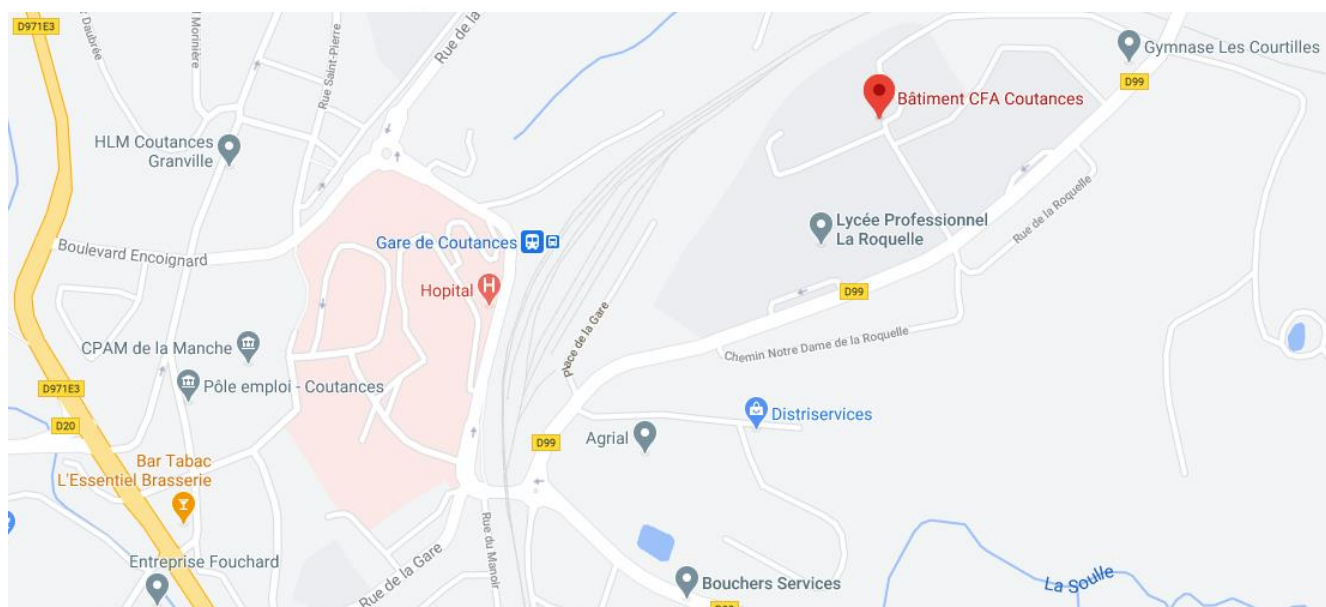 D971E3
t Daubrée
l Morinière
Rue Saint-Pierre
Rue de la
Gymnase Les Courtilles
D99
Bâtiment CFA Coutances
HLM Coutances
Granville
Lycée Professionnel
La Roquelle
Rue de la Roquelle
Boulevard Encoignard
Gare de Coutances
H
Hopital
D99
Place de la Gare
Chemin Notre Dame de la Roquelle
CPAM de la Manche
Pôle emploi - Coutances
D971E3
D20
Distriservices
Agrial
D99
Bar Tabac
L'Essentiel Brasserie
Rue du Manoir
Entreprise Fouchard
Rue de la Gare
Bouchers Services
La Soulle